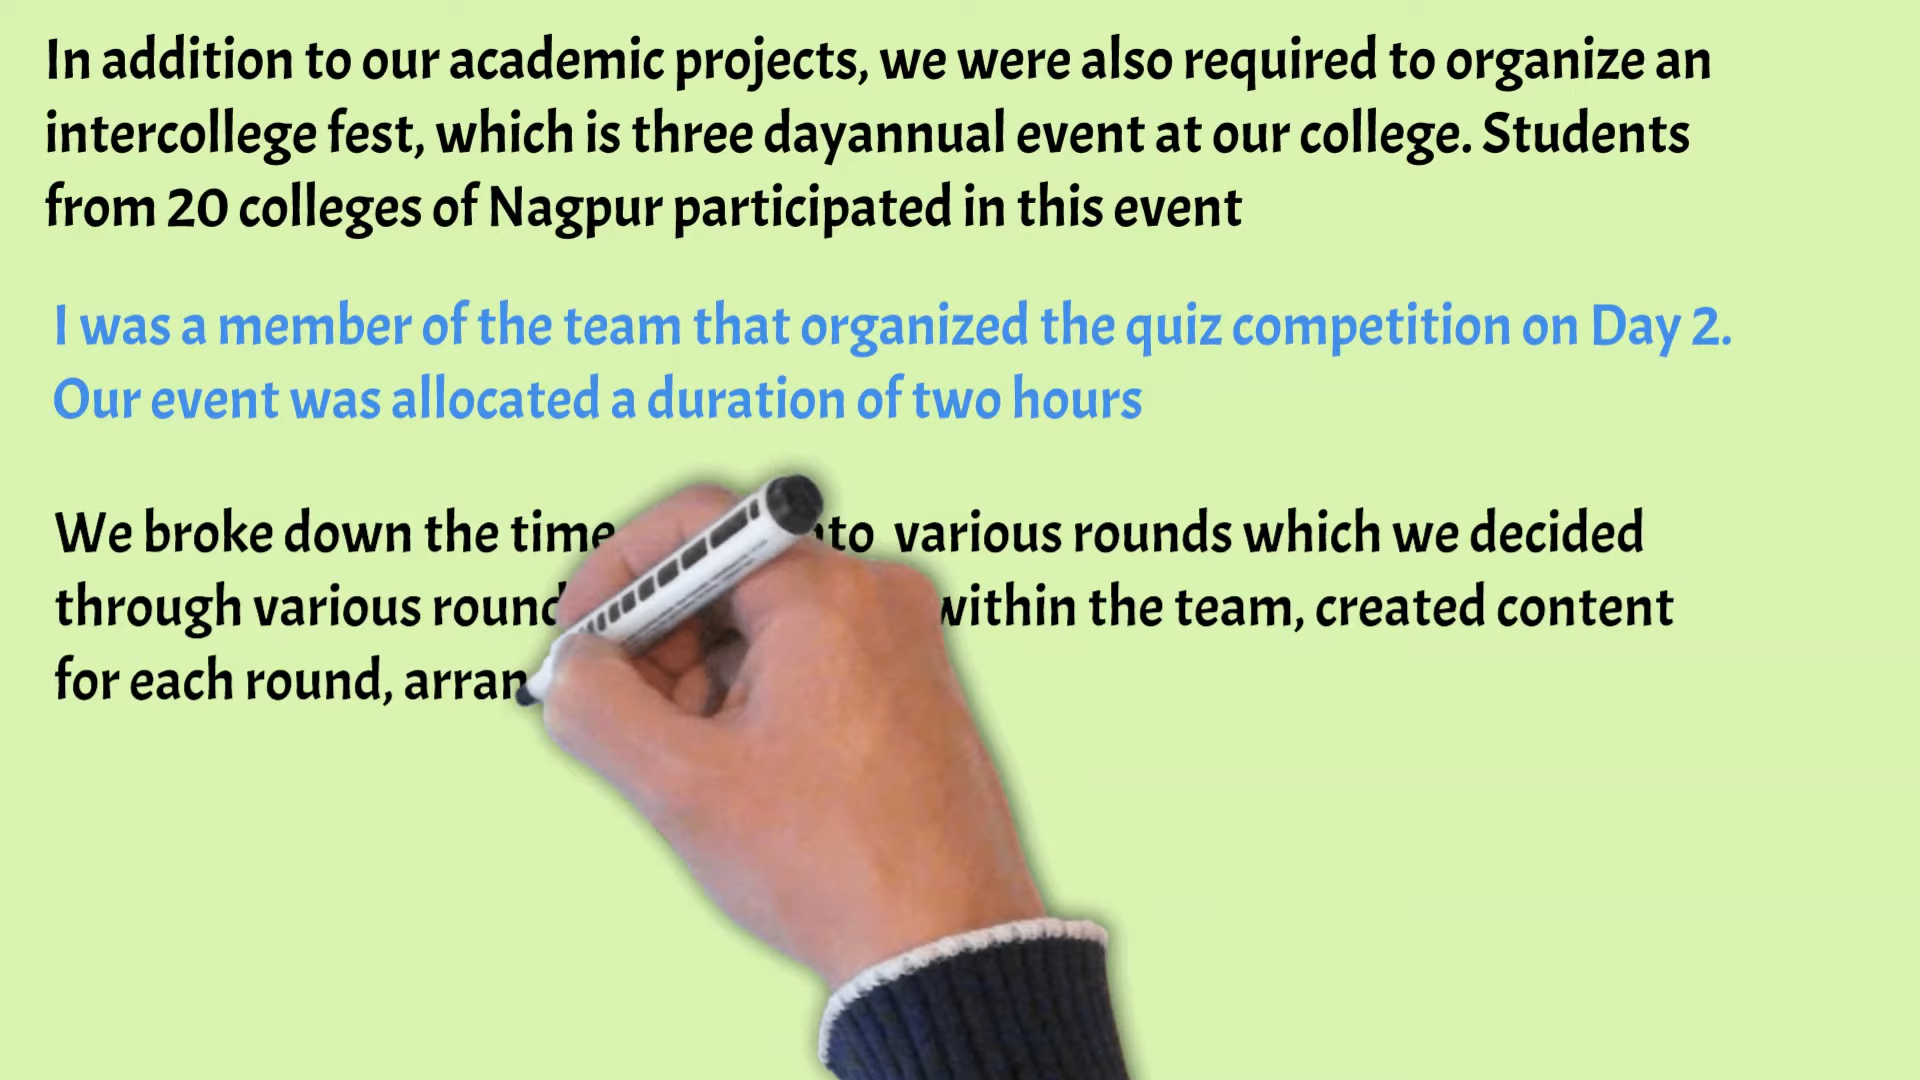 In addition to our academic projects, we were also required to organize an
intercollege fest, which is three dayannual event at our college. Students
from 20 colleges of Nagpur participated in this event
I was a member of the team that organized the quiz competition on Day 2.
Our event was allocated a duration of two hours
We broke down the time various rounds which we decided
through various within the team, created content
for each round,